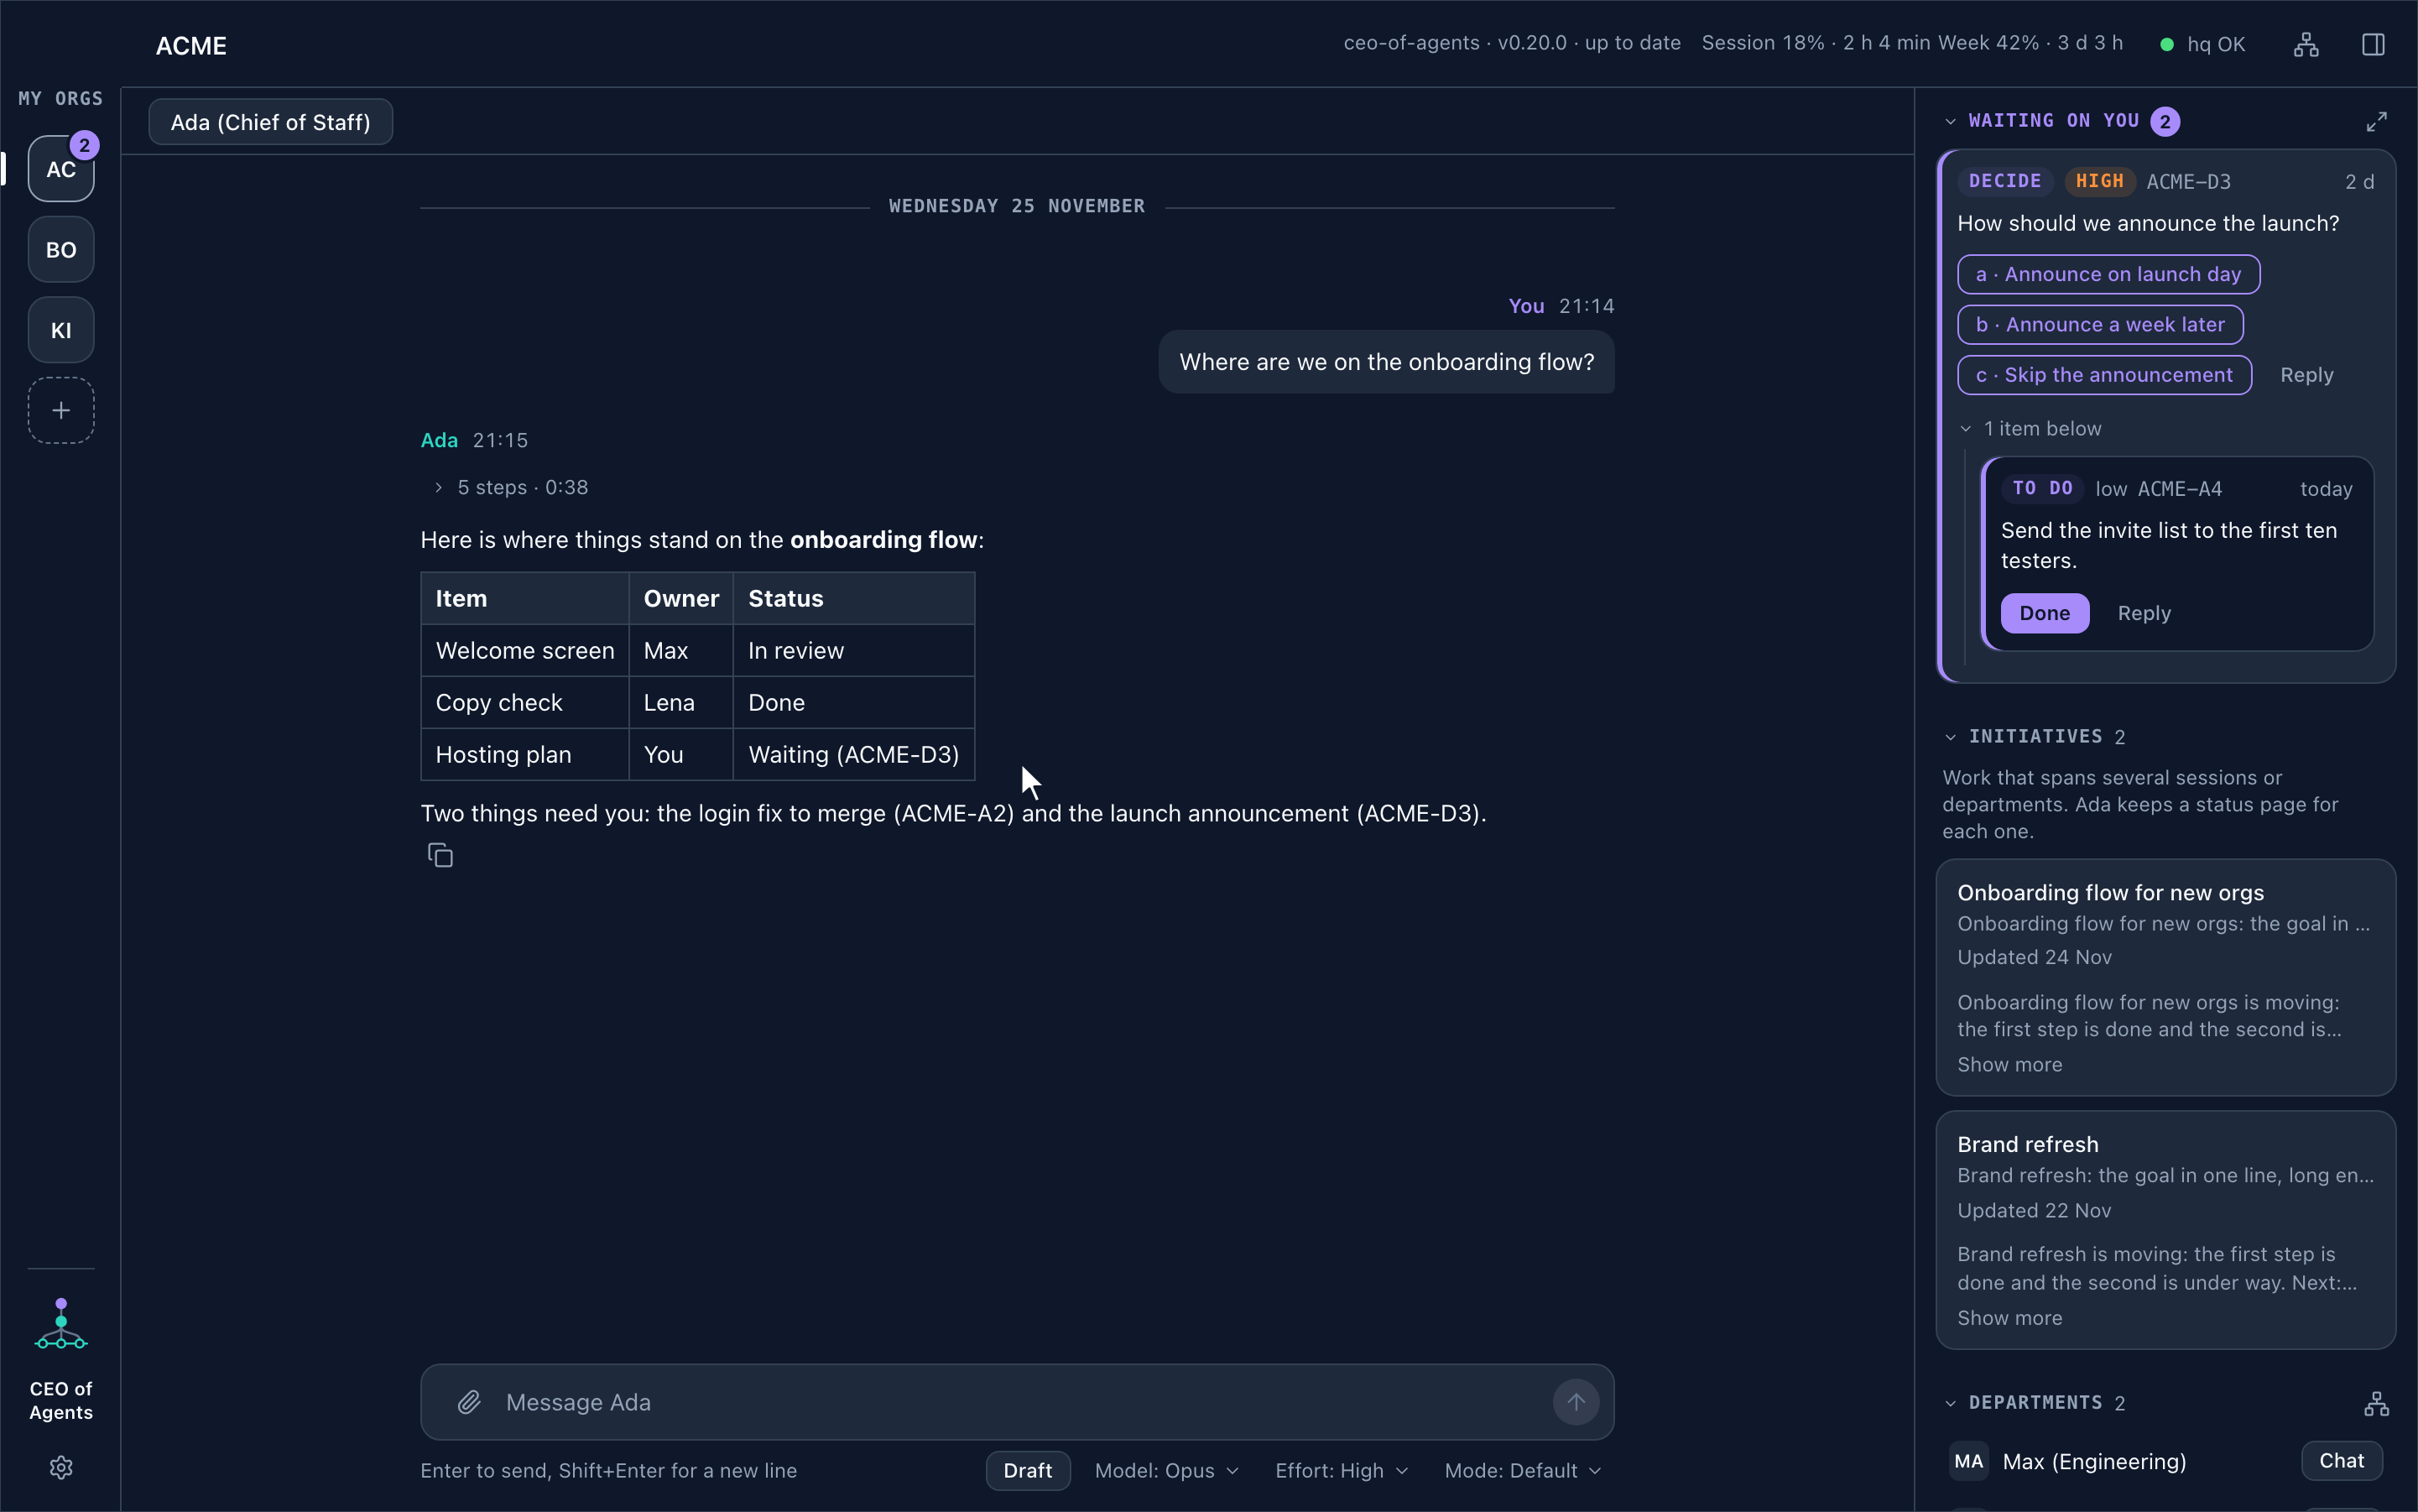 ACME
ceo-of-agents · v0.20.0 · up to date
Session 18% · 2 h 4 min Week 42% · 3 d 3 h
hq OK
MY ORGS
AC
2
BO
KI
CEO of
Agents
Ada (Chief of Staff)
WEDNESDAY 25 NOVEMBER
You 21:14
Where are we on the onboarding flow?
Ada 21:15
5 steps · 0:38
Here is where things stand on the onboarding flow:
Item Owner Status
Welcome screen Max In review
Copy check Lena Done
Hosting plan You Waiting (ACME-D3)
Two things need you: the login fix to merge (ACME-A2) and the launch announcement (ACME-D3).
Message Ada
Enter to send, Shift+Enter for a new line
Draft
Model: Opus
Effort: High
Mode: Default
WAITING ON YOU 2
DECIDE HIGH ACME-D3 2 d
How should we announce the launch?
a · Announce on launch day
b · Announce a week later
c · Skip the announcement
Reply
1 item below
TO DO low ACME-A4 today
Send the invite list to the first ten
testers.
Done
Reply
INITIATIVES 2
Work that spans several sessions or
departments. Ada keeps a status page for
each one.
Onboarding flow for new orgs
Onboarding flow for new orgs: the goal in ...
Updated 24 Nov
Onboarding flow for new orgs is moving:
the first step is done and the second is...
Show more
Brand refresh
Brand refresh: the goal in one line, long en...
Updated 22 Nov
Brand refresh is moving: the first step is
done and the second is under way. Next:...
Show more
DEPARTMENTS 2
MA
Max (Engineering)
Chat